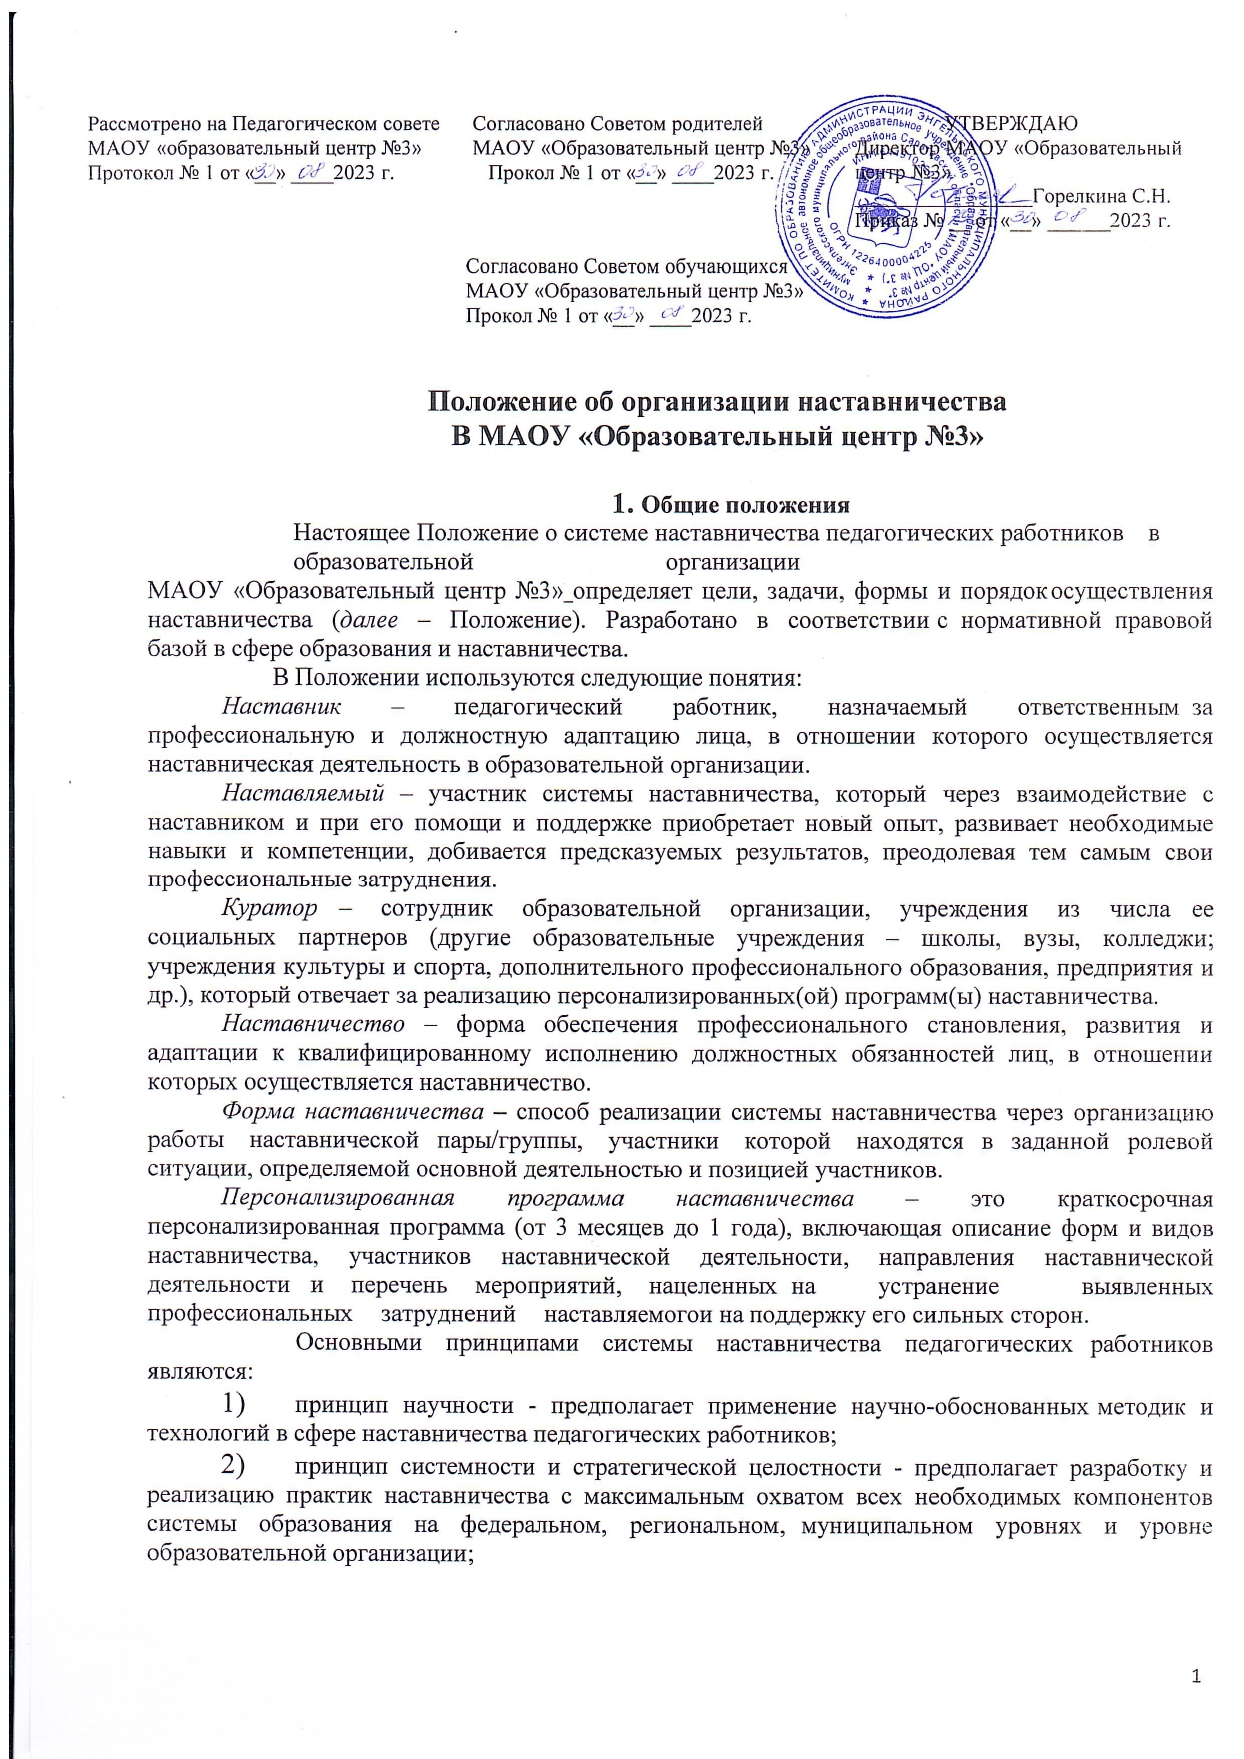 Рассмотрено на Педагогическом совете
МАОУ «образовательный центр №3»
Протокол № 1 от «30» 08 2023 г.
Согласовано Советом родителей
МАОУ «Образовательный центр №3»
Прокол № 1 от «30» 08 2023 г.
УТВЕРЖДАЮ
Директор МАОУ «Образовательный
центр №3»
Горелкина С.Н.
Приказ № от «30» 08 2023 г.
КОМИТЕТ ПО ОБРАЗОВАНИЮ АДМИНИСТРАЦИИ ЭНГЕЛЬССКОГО МУНИЦИПАЛЬНОГО РАЙОНА
ОГРН 1226400004225
Согласовано Советом обучающихся
МАОУ «Образовательный центр №3»
Прокол № 1 от «30» 08 2023 г.
Положение об организации наставничества
В МАОУ «Образовательный центр №3»
1. Общие положения
Настоящее Положение о системе наставничества педагогических работников в
образовательной организации
МАОУ «Образовательный центр №3»_определяет цели, задачи, формы и порядокосуществления
наставничества (далее – Положение). Разработано в соответствии с нормативной правовой
базой в сфере образования и наставничества.
В Положении используются следующие понятия:
Наставник – педагогический работник, назначаемый ответственным за
профессиональную и должностную адаптацию лица, в отношении которого осуществляется
наставническая деятельность в образовательной организации.
Наставляемый – участник системы наставничества, который через взаимодействие с
наставником и при его помощи и поддержке приобретает новый опыт, развивает необходимые
навыки и компетенции, добивается предсказуемых результатов, преодолевая тем самым свои
профессиональные затруднения.
Куратор – сотрудник образовательной организации, учреждения из числа ее
социальных партнеров (другие образовательные учреждения – школы, вузы, колледжи;
учреждения культуры и спорта, дополнительного профессионального образования, предприятия и
др.), который отвечает за реализацию персонализированных(ой) программ(ы) наставничества.
Наставничество – форма обеспечения профессионального становления, развития и
адаптации к квалифицированному исполнению должностных обязанностей лиц, в отношении
которых осуществляется наставничество.
Форма наставничества – способ реализации системы наставничества через организацию
работы наставнической пары/группы, участники которой находятся в заданной ролевой
ситуации, определяемой основной деятельностью и позицией участников.
Персонализированная программа наставничества – это краткосрочная
персонализированная программа (от 3 месяцев до 1 года), включающая описание форм и видов
наставничества, участников наставнической деятельности, направления наставнической
деятельности и перечень мероприятий, нацеленных на устранение выявленных
профессиональных затруднений наставляемогои на поддержку его сильных сторон.
Основными принципами системы наставничества педагогических работников
являются:
1) принцип научности - предполагает применение научно-обоснованных методик и
технологий в сфере наставничества педагогических работников;
2) принцип системности и стратегической целостности - предполагает разработку и
реализацию практик наставничества с максимальным охватом всех необходимых компонентов
системы образования на федеральном, региональном, муниципальном уровнях и уровне
образовательной организации;
1